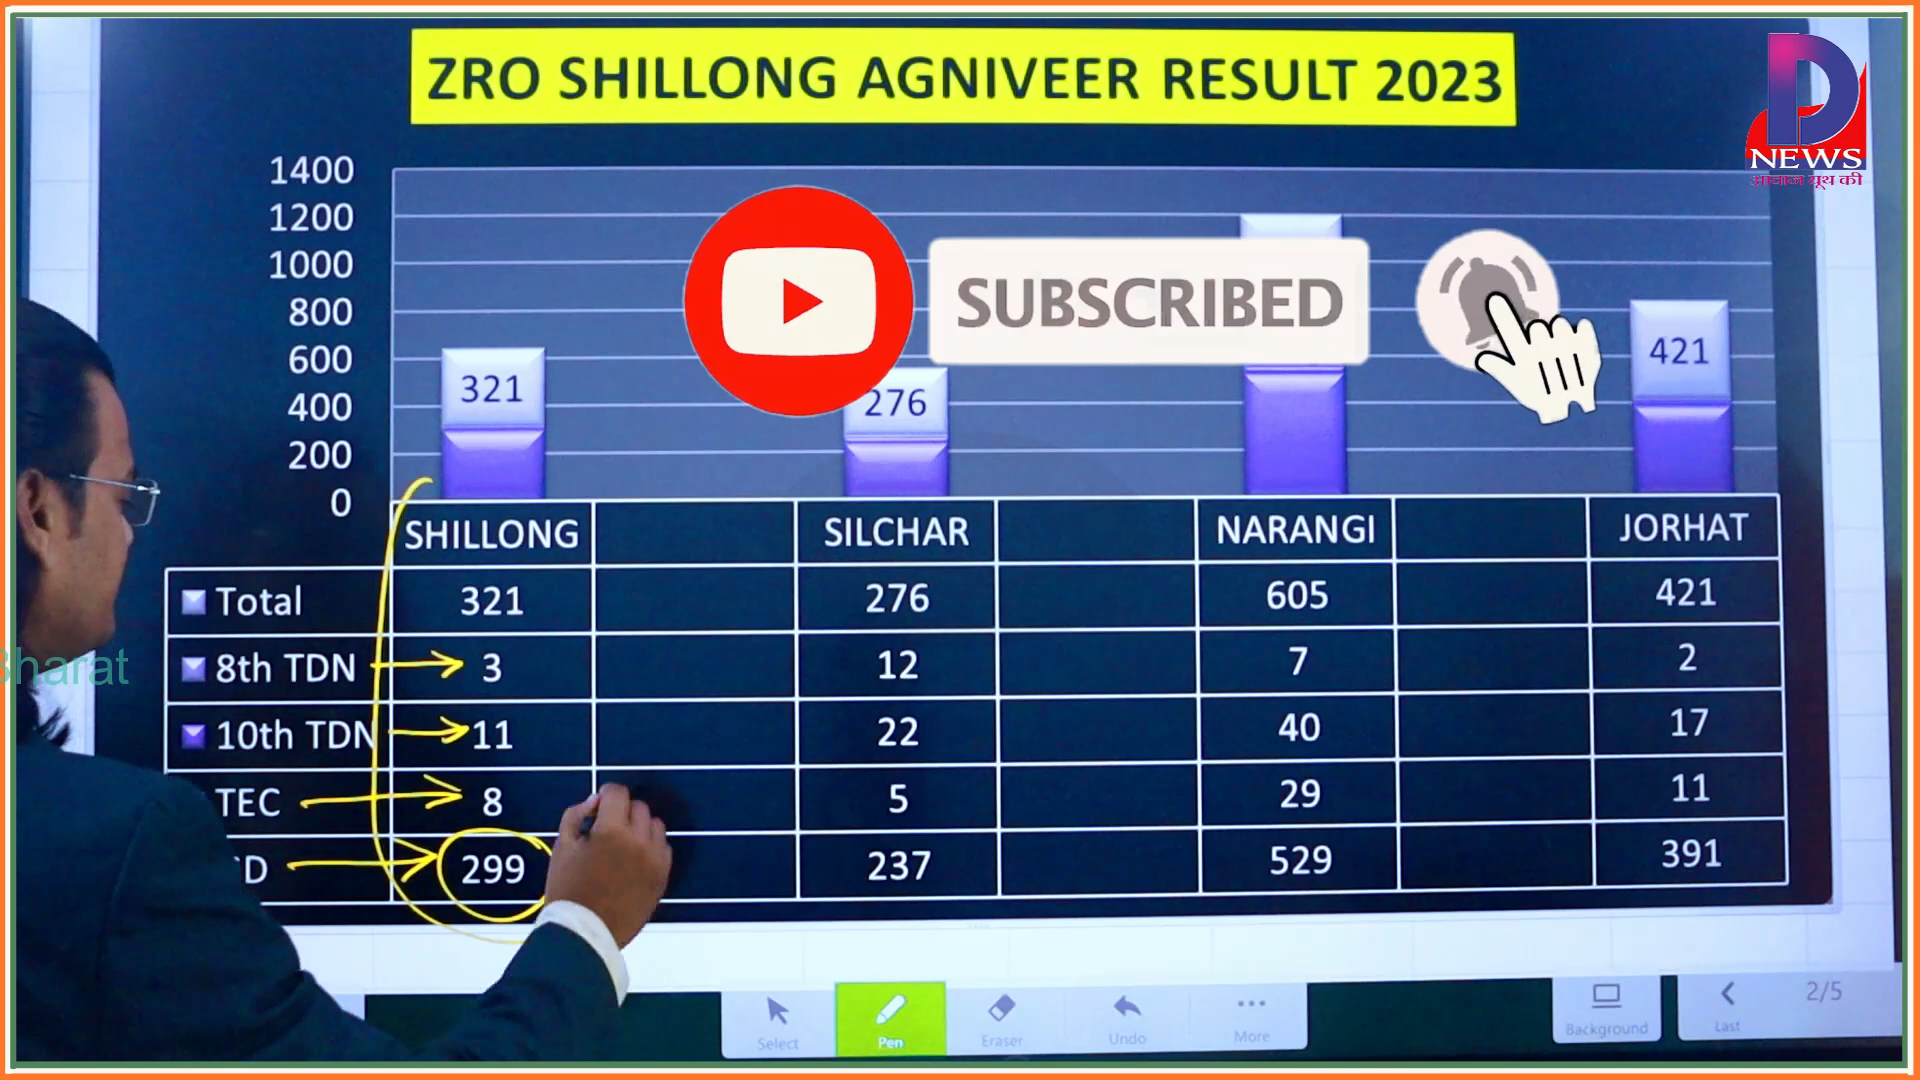 ZRO SHILLONG AGNIVEER RESULT 2023
NEWS
आवाज यूथ की
1400
1200
1000
800
600
400
200
0
SUBSCRIBED
321
276
421
SHILLONG SILCHAR NARANGI JORHAT
Total 321 276 605 421
8th TDN 3 12 7 2
10th TDN 11 22 40 17
TEC 8 5 29 11
D 299 237 529 391
Bharat
Select
Pen
Eraser
Undo
More
Background
Last
2/5